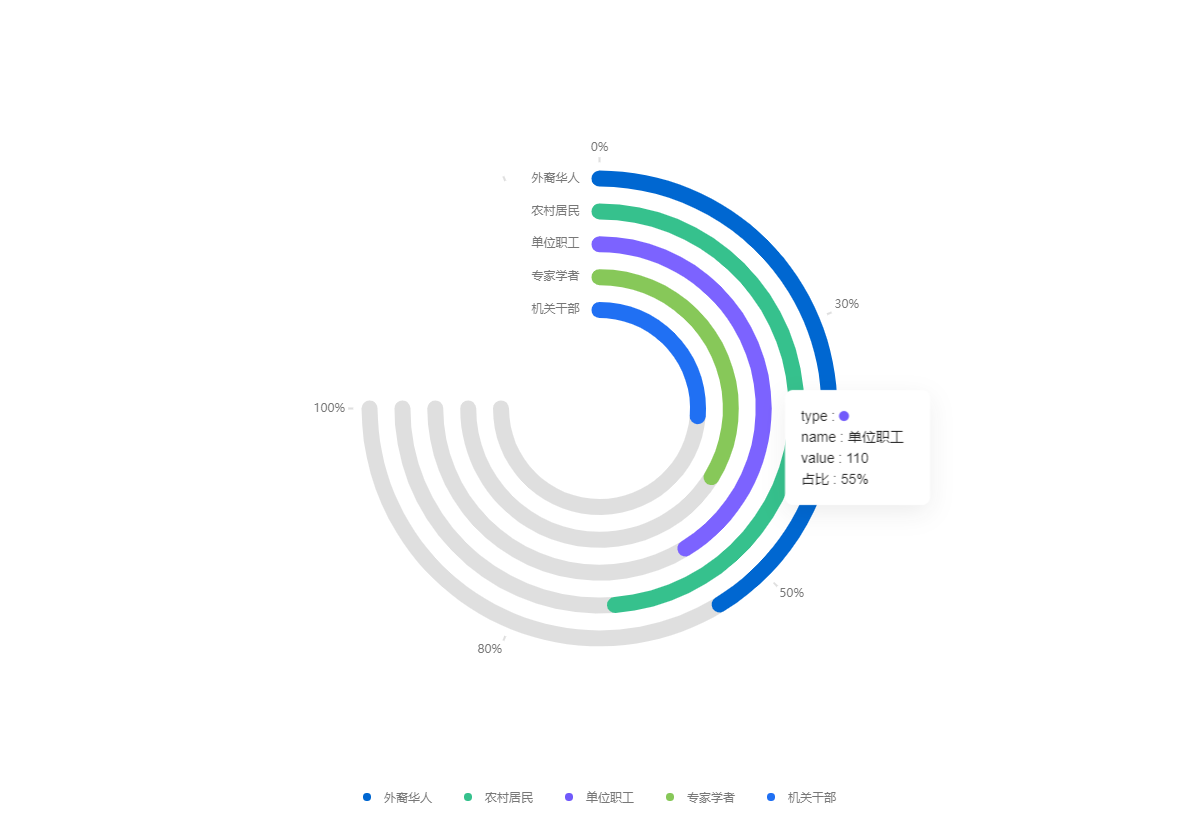 0%
外裔华人
农村居民
单位职工
专家学者
机关干部
30%
100%
type :
name : 单位职工
value : 110
占比 : 55%
50%
80%
外裔华人 农村居民 单位职工 专家学者 机关干部